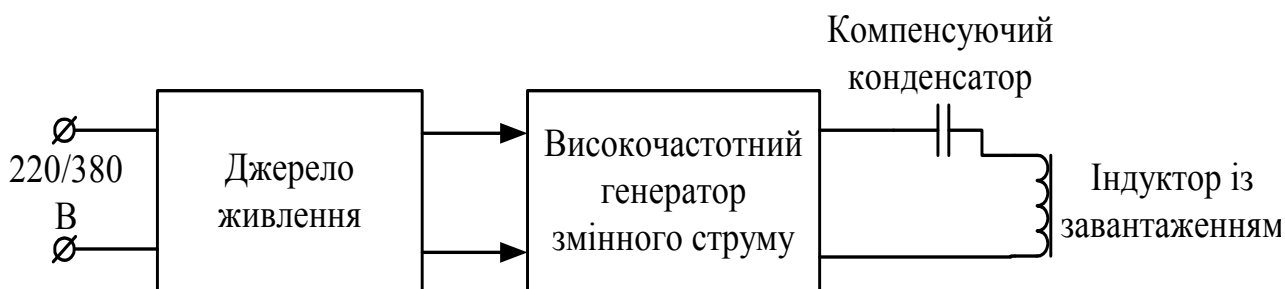 Компенсуючий
конденсатор
220/380
В
Джерело
живлення
Високочастотний
генератор
змінного струму
Індуктор із
завантаженням